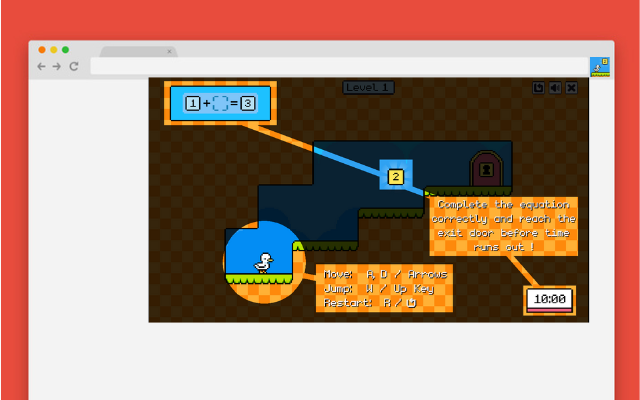 Level 1
1 + = 3
2
Complete the equation
correctly and reach the
exit door before time
runs out !
Move: A, D / Arrows
Jump: W / Up Key
Restart: R /
10:00
2